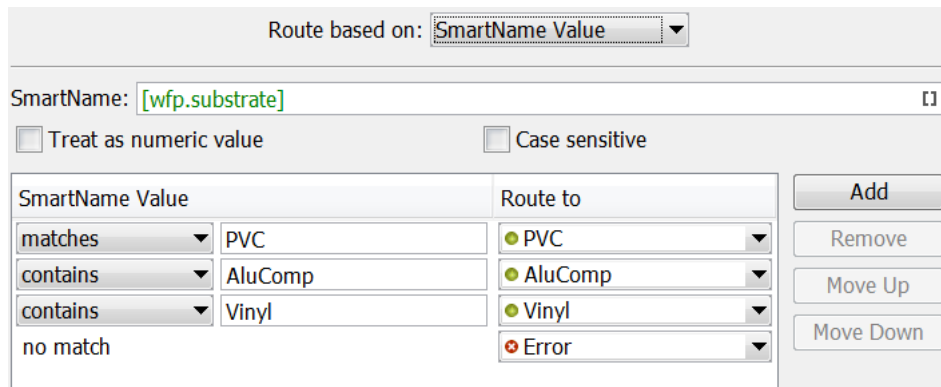 Route based on: SmartName Value
SmartName: [wfp.substrate] []
Treat as numeric value Case sensitive
SmartName Value Route to Add
matches PVC PVC Remove
contains AluComp AluComp Move Up
contains Vinyl Vinyl Move Down
no match Error